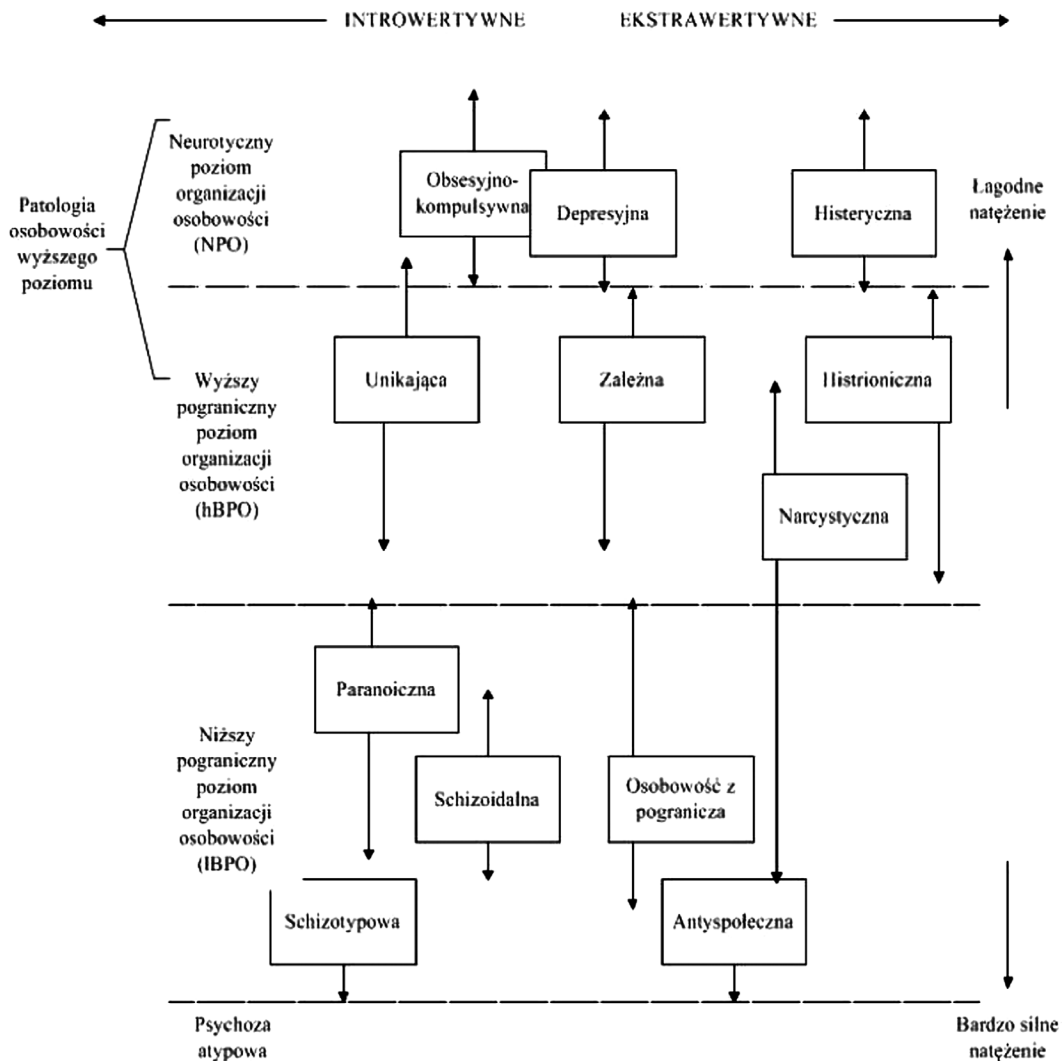 INTROWERTYWNE
EKSTRAWERTYWNE
Patologia
osobowości
wyższego
poziomu
Neurotyczny
poziom
organizacji
osobowości
(NPO)
Obsesyjno-
kompulsywna
Depresyjna
Histeryczna
Łagodne
natężenie
Wyższy
pograniczny
poziom
organizacji
osobowości
(hBPO)
Unikająca
Zależna
Histrioniczna
Narcystyczna
Niższy
pograniczny
poziom
organizacji
osobowości
(lBPO)
Paranoiczna
Schizoidalna
Osobowość z
pogranicza
Schizotypowa
Antyspołeczna
Psychoza
atypowa
Bardzo silne
natężenie